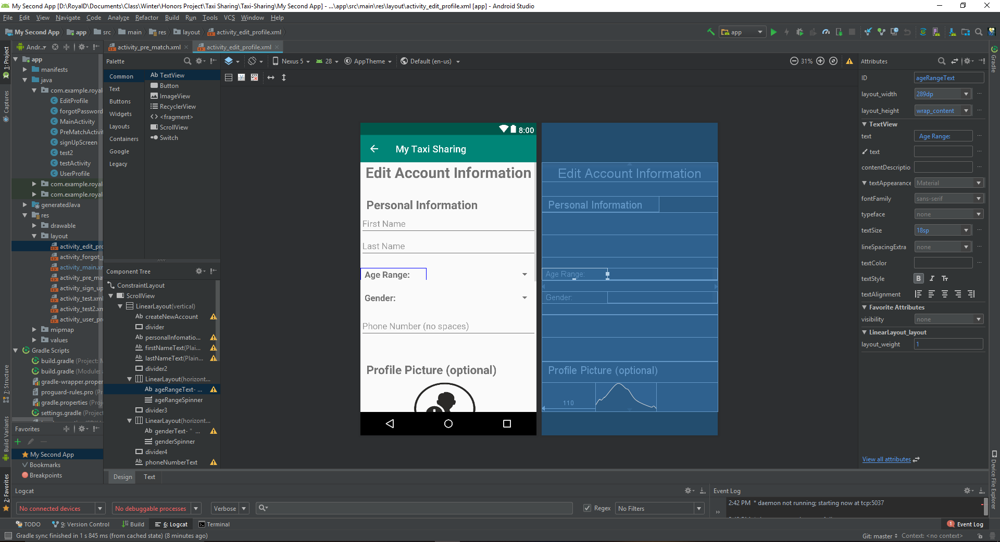 My Second App [D:\RoyalD\Documents\Class\Winter\Honors Project\Taxi Sharing\Taxi-Sharing\My Second App] - ...\app\src\main\res\layout\activity_edit_profile.xml [app] - Android Studio
File Edit View Navigate Code Analyze Refactor Build Run Tools VCS Window Help
My Second App app src main res layout activity_edit_profile.xml
app
1: Project
Captures
7: Structure
Build Variants
2: Favorites
Andr..
app
manifests
java
com.example.royal
EditProfile
forgotPassword
MainActivity
PreMatchActivi
signUpScreen
test2
testActivity
UserProfile
com.example.royal
com.example.royal
generatedJava
res
drawable
layout
activity_edit_pro
activity_forgot_
activity_main.xm
activity_pre_ma
activity_sign_up
activity_test.xml
activity_test2.xm
activity_user_pro
mipmap
values
Gradle Scripts
build.gradle (Project: M
build.gradle (Module:
gradle-wrapper.proper
proguard-rules.pro (Pr
gradle.properties (Proj
settings.gradle (Project
Favorites
My Second App
Bookmarks
Breakpoints
activity_pre_match.xml
activity_edit_profile.xml
Palette
Common
Text
Buttons
Widgets
Layouts
Containers
Google
Legacy
Ab TextView
Button
ImageView
RecyclerView
<fragment>
ScrollView
Switch
Component Tree
ConstraintLayout
ScrollView
LinearLayout(vertical)
Ab createNewAccount
divider
Ab personalInfomatio...
Ab firstNameText(Plai...
Ab lastNameText(Plain...
divider2
LinearLayout(horizont...
Ab ageRangeText- ...
ageRangeSpinner
divider3
LinearLayout(horizont...
Ab genderText- " ...
genderSpinner
divider4
Ab phoneNumberText
Nexus 5
28
AppTheme
Default (en-us)
31%
8:00
My Taxi Sharing
Edit Account Information
Personal Information
First Name
Last Name
Age Range:
Gender:
Phone Number (no spaces)
Profile Picture (optional)
Edit Account Information
Personal Information
Age Range:
Gender:
Profile Picture (optional)
110
Design
Text
Attributes
ID ageRangeText
layout_width 289dp
layout_height wrap_content
TextView
text Age Range:
text
contentDescriptio
textAppearance Material
fontFamily sans-serif
typeface none
textSize 18sp
lineSpacingExtra none
textColor
textStyle B I Tт
textAlignment
Favorite Attributes
visibility none
LinearLayout_layout
layout_weight 1
View all attributes
Gradle
Device File Explorer
Logcat
No connected devices
No debuggable processes
Verbose
Regex
No Filters
Event Log
2:42 PM * daemon not running; starting now at tcp:5037
TODO
9: Version Control
Build
6: Logcat
Terminal
1 Event Log
Gradle sync finished in 1 s 845 ms (from cached state) (8 minutes ago)
Git: master
Context: <no context>